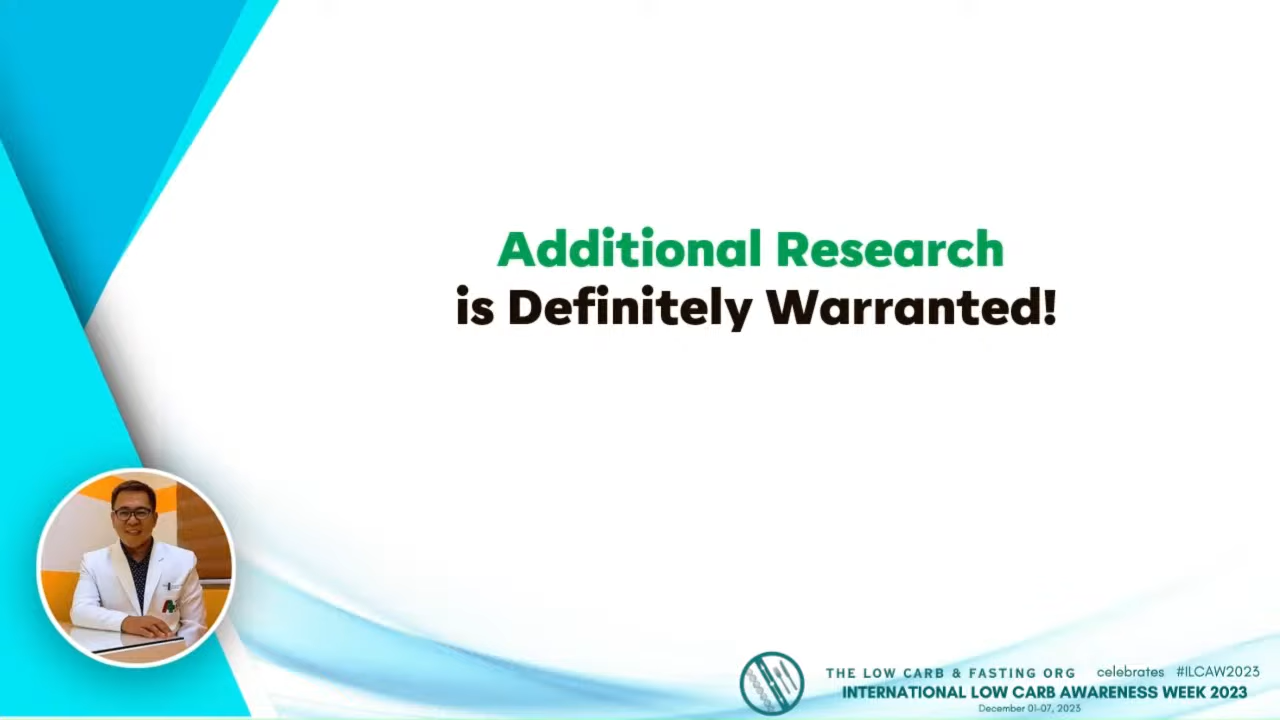 Additional Research
is Definitely Warranted!
THE LOW CARB & FASTING ORG celebrates #ILCAW2023
INTERNATIONAL LOW CARB AWARENESS WEEK 2023
December 01-07, 2023